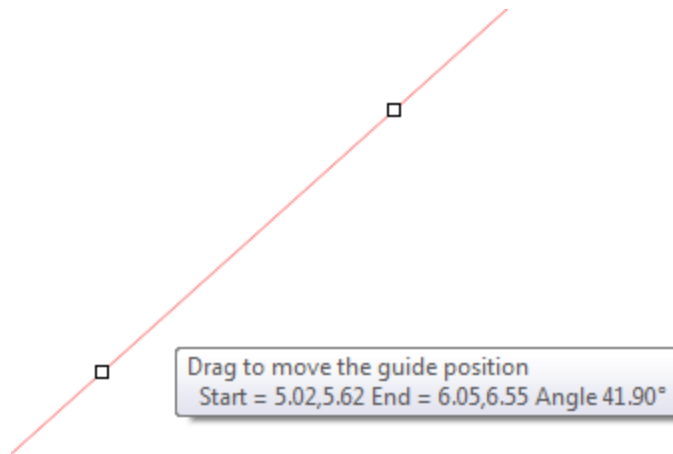 Drag to move the guide position
Start = 5.02,5.62 End = 6.05,6.55 Angle 41.90°